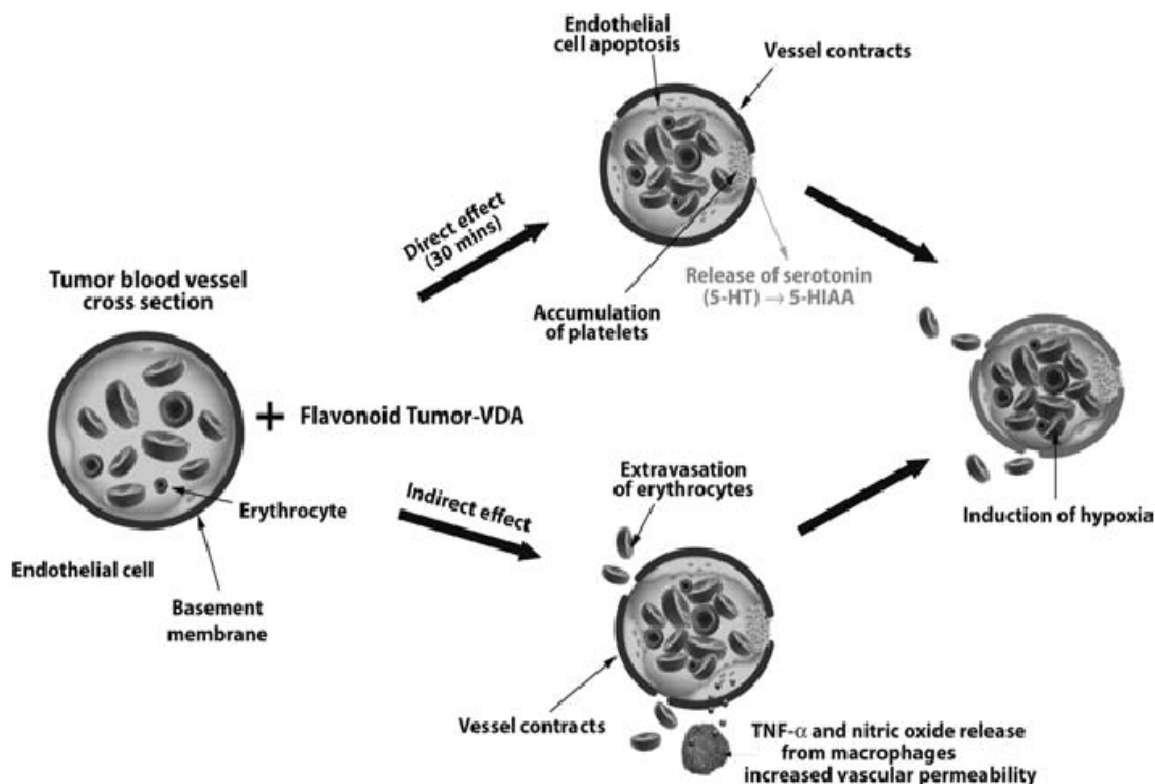 Endothelial
cell apoptosis
Vessel contracts
Direct effect
(30 mins)
Release of serotonin
(5-HT) → 5-HIAA
Accumulation
of platelets
Tumor blood vessel
cross section
+ Flavonoid Tumor-VDA
Erythrocyte
Endothelial cell
Basement
membrane
Indirect effect
Extravasation
of erythrocytes
Induction of hypoxia
Vessel contracts
TNF-α and nitric oxide release
from macrophages
increased vascular permeability